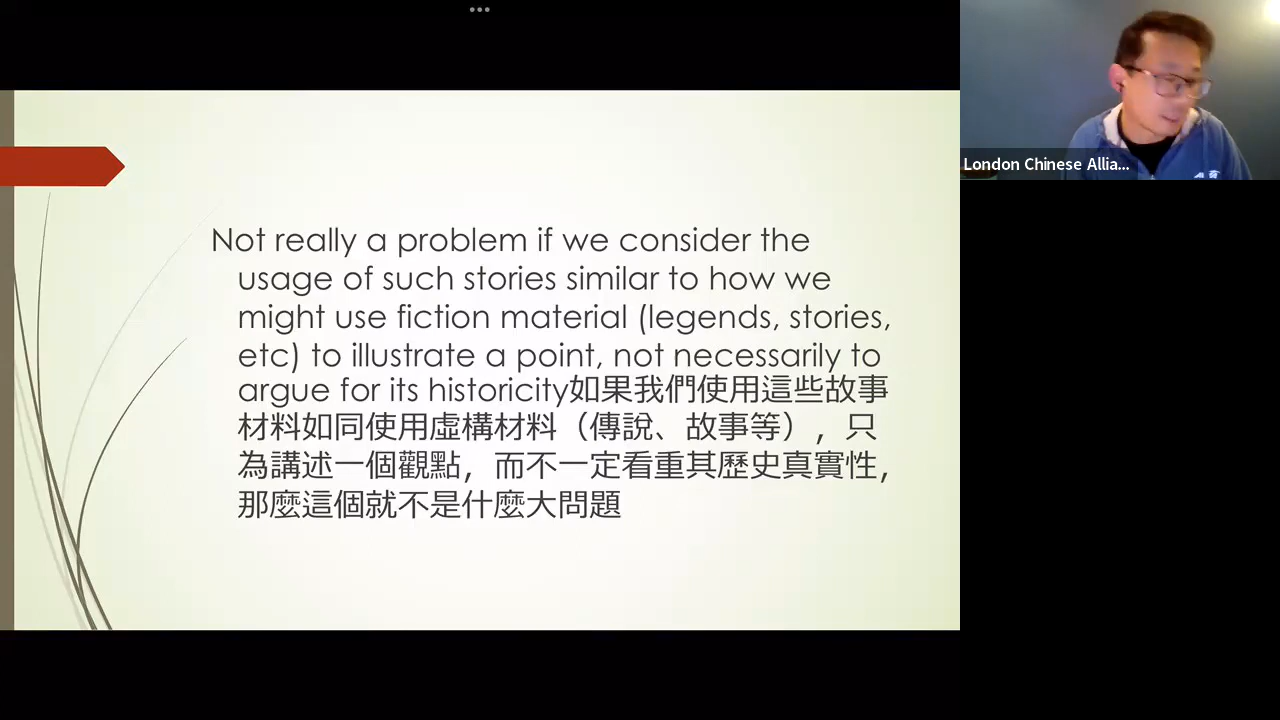 Not really a problem if we consider the
usage of such stories similar to how we
might use fiction material (legends, stories,
etc) to illustrate a point, not necessarily to
argue for its historicity如果我們使用這些故事
材料如同使用虛構材料（傳說、故事等），只
為講述一個觀點，而不一定看重其歷史真實性，
那麼這個就不是什麼大問題
London Chinese Allia...